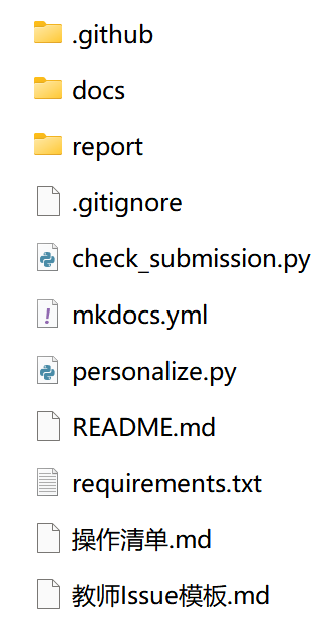 .github
docs
report
.gitignore
check_submission.py
mkdocs.yml
personalize.py
README.md
requirements.txt
操作清单.md
教师Issue模板.md